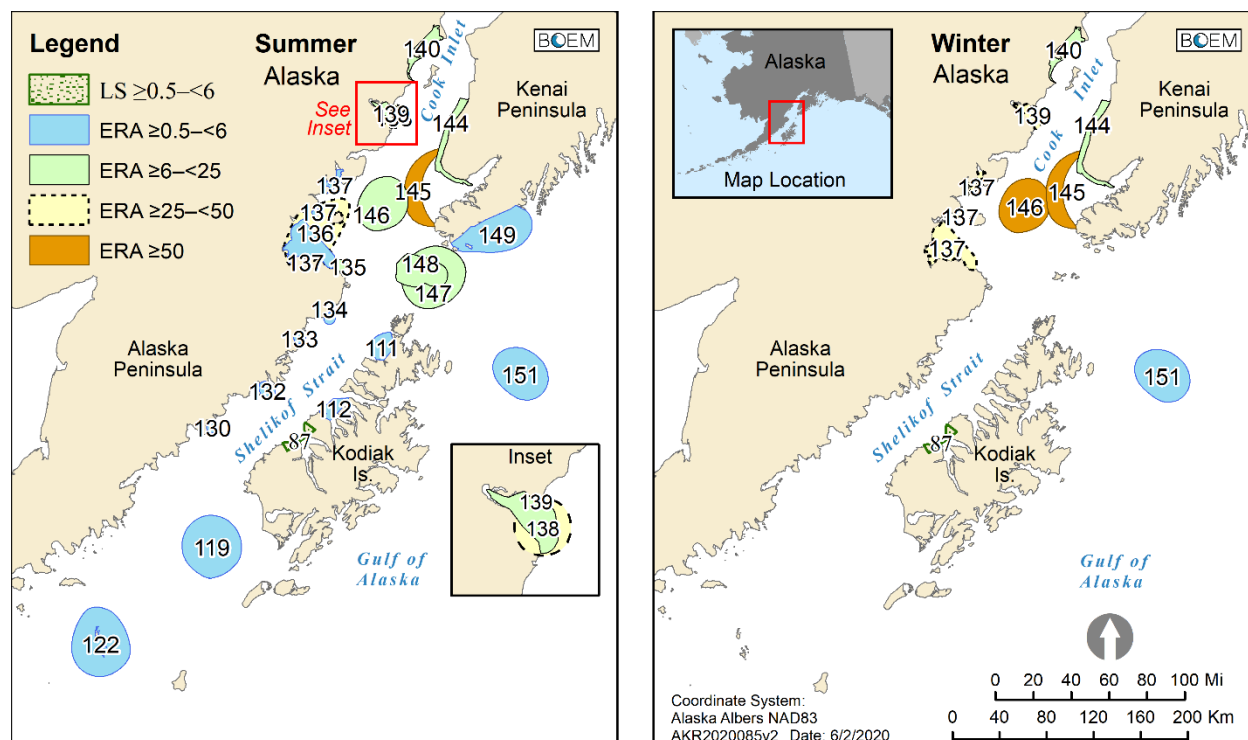 Legend
LS ≥0.5–<6
ERA ≥0.5–<6
ERA ≥6–<25
ERA ≥25–<50
ERA ≥50
Summer
Alaska
BOEM
140
Cook Inlet
Kenai
Peninsula
See
Inset
139
144
137
145
137
146
136
149
137
135
148
147
134
133
111
Alaska
Peninsula
151
132
Shelikof Strait
112
130
87
Kodiak
Is.
Inset
139
138
119
Gulf of
Alaska
122
Alaska
Map Location
Winter
Alaska
BOEM
140
Cook Inlet
Kenai
Peninsula
139
144
137
145
146
137
137
Alaska
Peninsula
151
Shelikof Strait
87
Kodiak
Is.
Gulf of
Alaska
0 20 40 60 80 100 Mi
0 40 80 120 160 200 Km
Coordinate System:
Alaska Albers NAD83
AKR2020085v2 Date: 6/2/2020